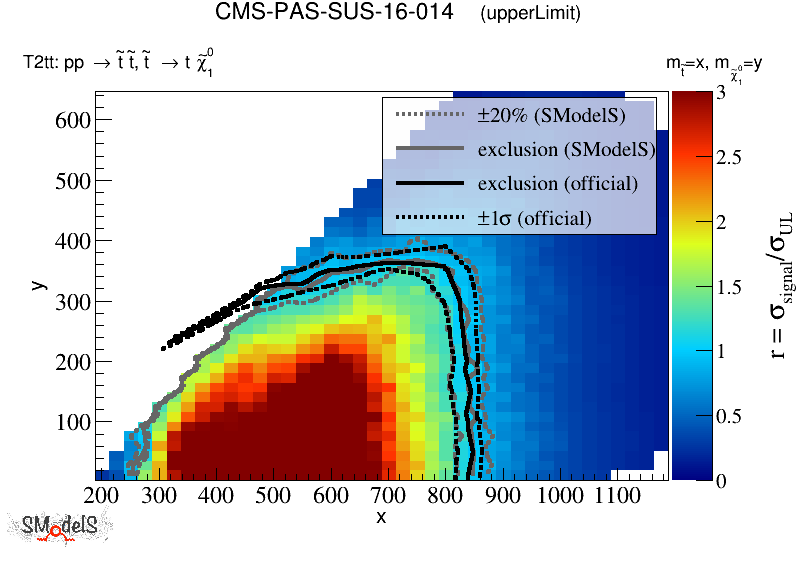 CMS-PAS-SUS-16-014 (upperLimit)
T2tt: pp → t̃ t̃, t̃ → t χ̃⁰₁
m_t̃=x, m_χ̃⁰₁=y
±20% (SModelS)
exclusion (SModelS)
exclusion (official)
±1σ (official)
600
500
400
300
200
100
y
200 300 400 500 600 700 800 900 1000 1100
x
3
2.5
2
1.5
1
0.5
0
r = σ_signal/σ_UL
SModelS